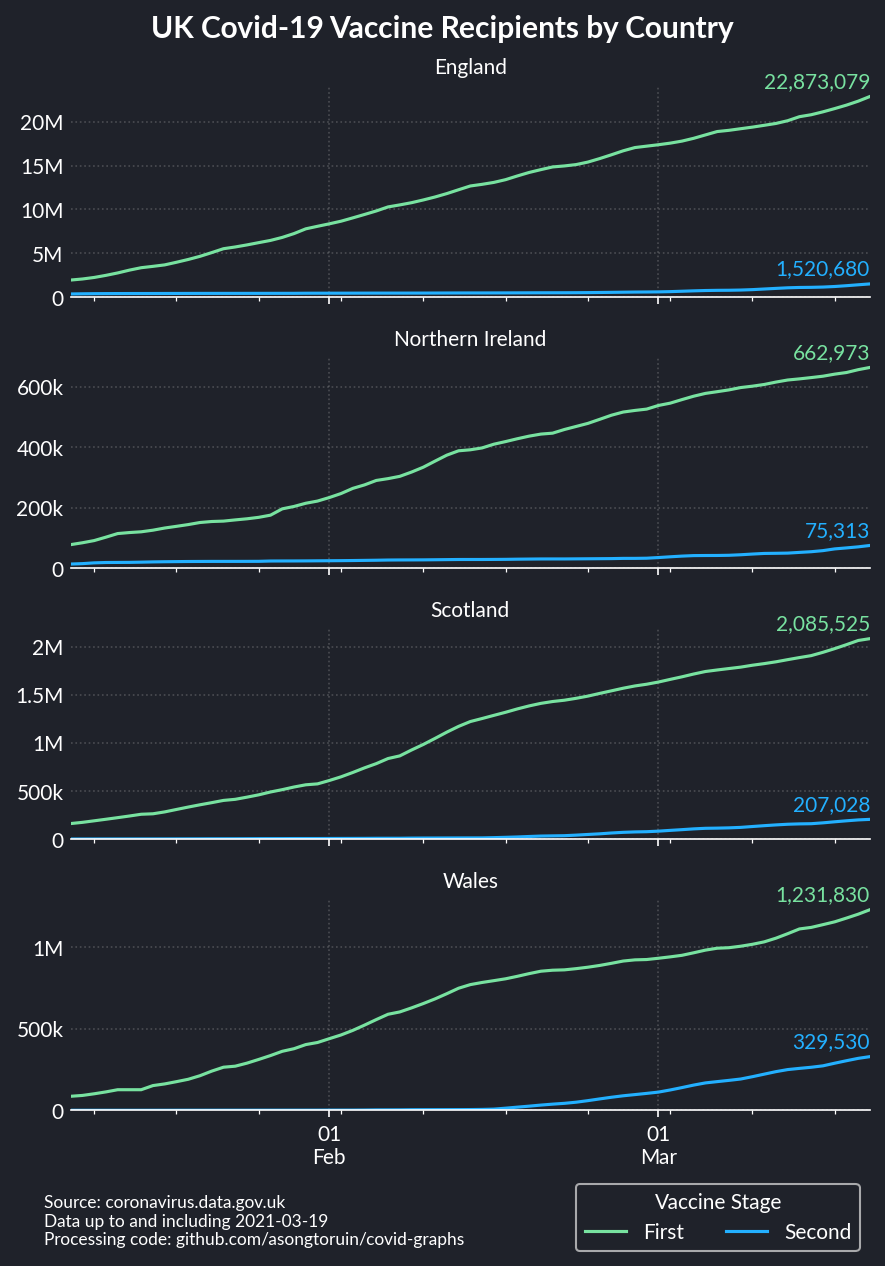 UK Covid-19 Vaccine Recipients by Country
England
22,873,079
20M
15M
10M
5M
1,520,680
0
Northern Ireland
662,973
600k
400k
200k
75,313
0
Scotland
2,085,525
2M
1.5M
1M
500k
207,028
0
Wales
1,231,830
1M
500k
329,530
0
01 01
Feb Mar
Source: coronavirus.data.gov.uk
Data up to and including 2021-03-19
Processing code: github.com/asongtoruin/covid-graphs
Vaccine Stage
First Second